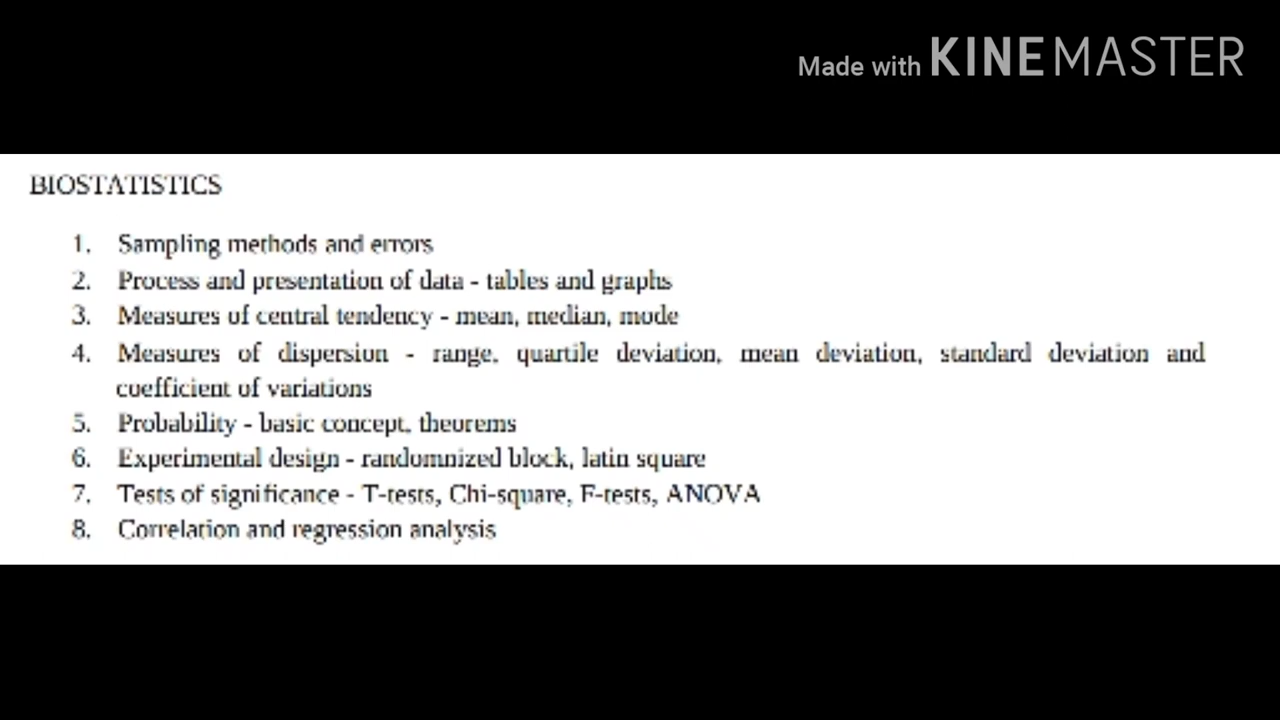 Made with KINEMASTER
BIOSTATISTICS
1. Sampling methods and errors
2. Process and presentation of data - tables and graphs
3. Measures of central tendency - mean, median, mode
4. Measures of dispersion - range, quartile deviation, mean deviation, standard deviation and
coefficient of variations
5. Probability - basic concept, theorems
6. Experimental design - randomnized block, latin square
7. Tests of significance - T-tests, Chi-square, F-tests, ANOVA
8. Correlation and regression analysis